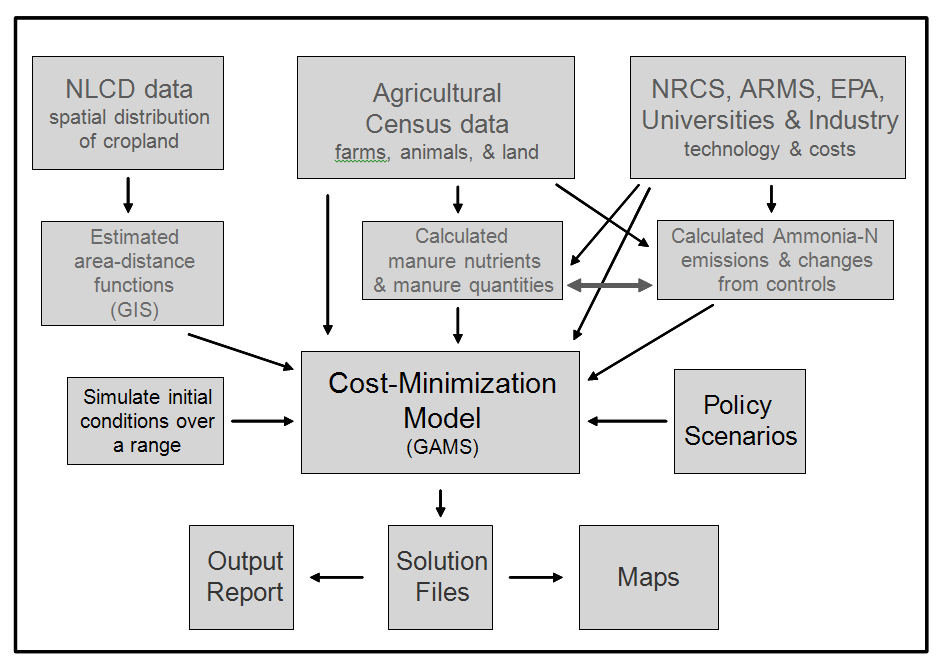 NLCD data
spatial distribution
of cropland
Agricultural
Census data
farms, animals, & land
NRCS, ARMS, EPA,
Universities & Industry
technology & costs
Estimated
area-distance
functions
(GIS)
Calculated
manure nutrients
& manure quantities
Calculated Ammonia-N
emissions & changes
from controls
Simulate initial
conditions over
a range
Cost-Minimization
Model
(GAMS)
Policy
Scenarios
Output
Report
Solution
Files
Maps